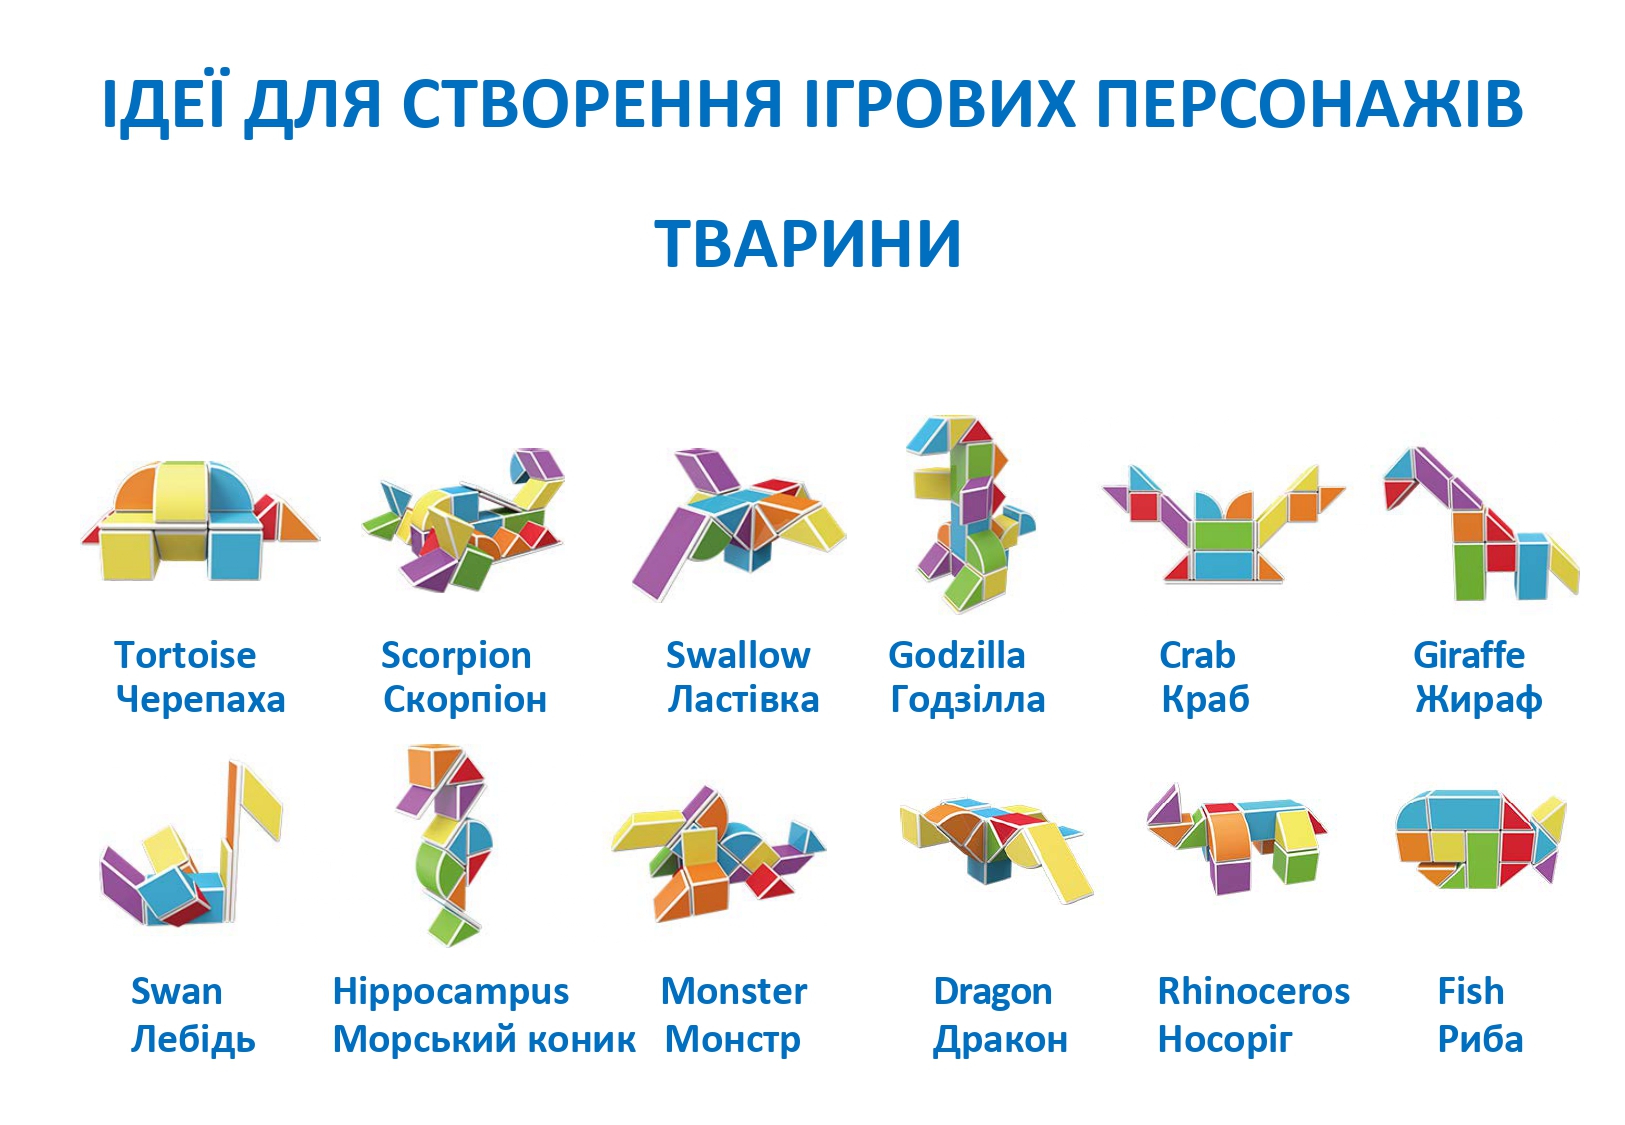 ІДЕЇ ДЛЯ СТВОРЕННЯ ІГРОВИХ ПЕРСОНАЖІВ
ТВАРИНИ
Tortoise Scorpion Swallow Godzilla Crab Giraffe
Черепаха Скорпіон Ластівка Годзілла Краб Жираф
Swan Hippocampus Monster Dragon Rhinoceros Fish
Лебідь Морський коник Монстр Дракон Носоріг Риба